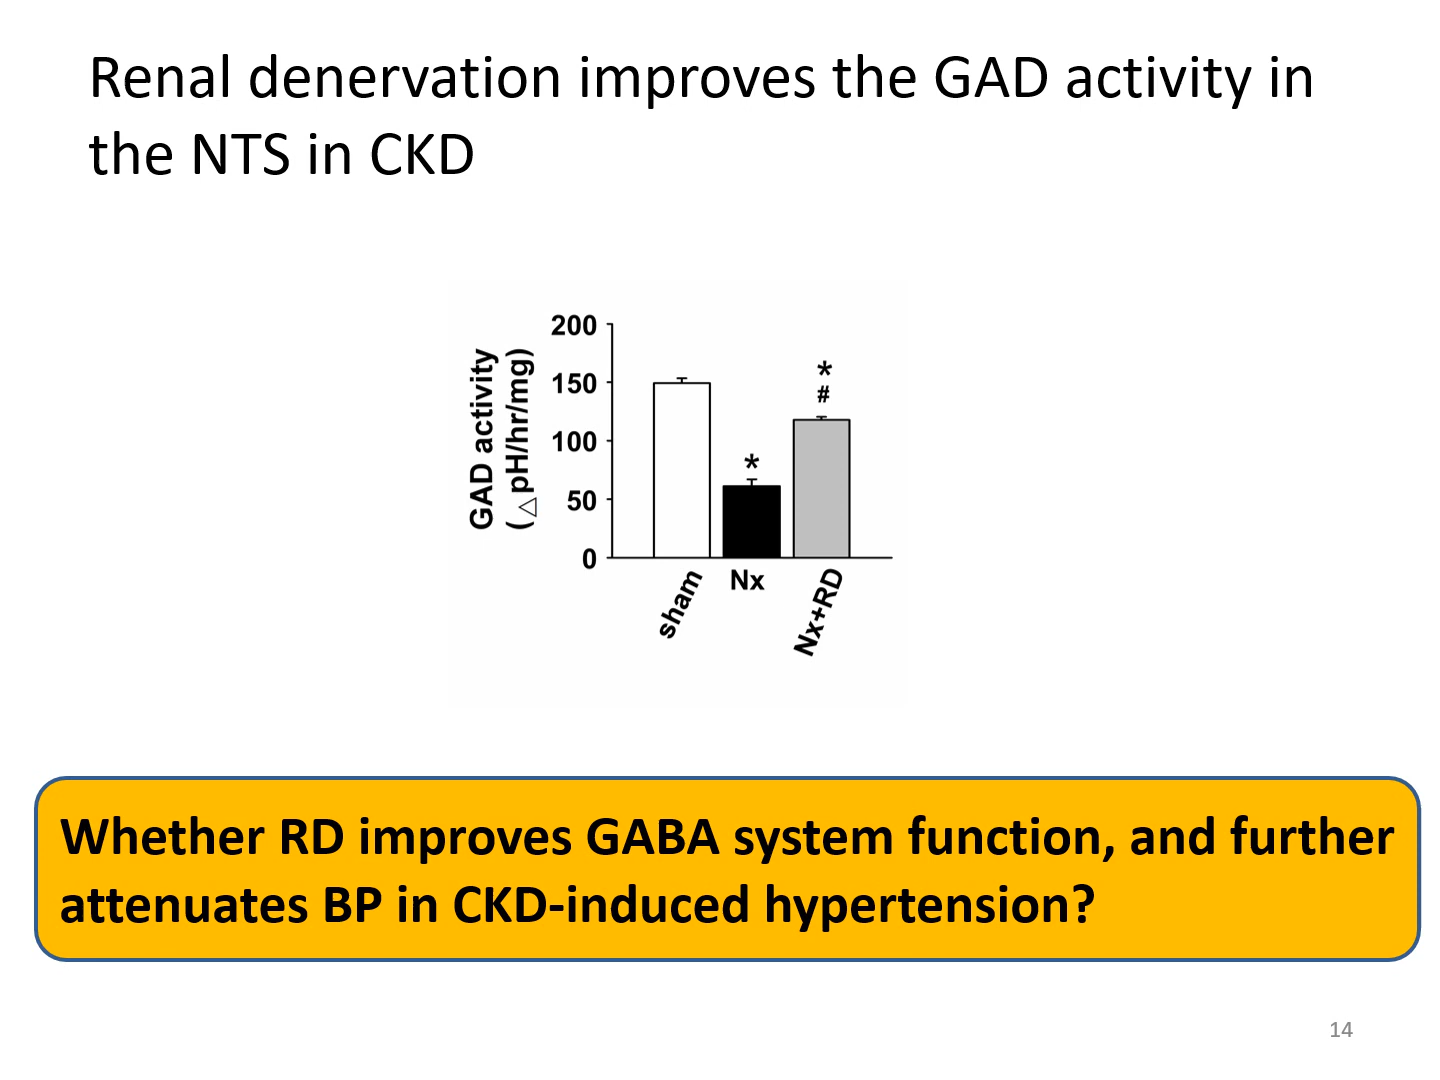 Renal denervation improves the GAD activity in
the NTS in CKD
GAD activity
(△pH/hr/mg)
200
150
100
50
0
*
*
#
sham
Nx
Nx+RD
Whether RD improves GABA system function, and further
attenuates BP in CKD-induced hypertension?
14